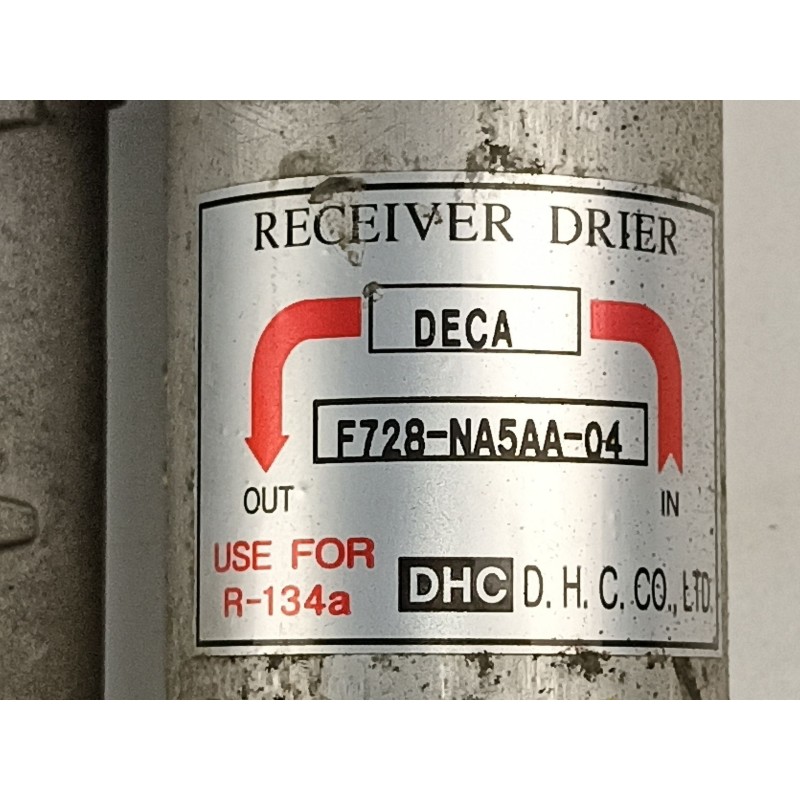 RECEIVER DRIER
DECA
F728-NA5AA-04
OUT
IN
USE FOR
R-134a
DHC D. H. C. CO., LTD.